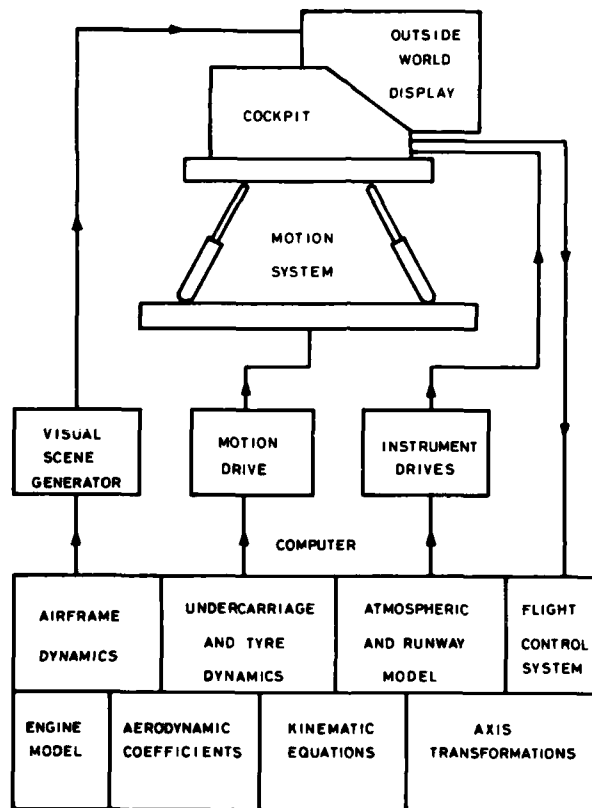 OUTSIDE
WORLD
DISPLAY
COCKPIT
MOTION
SYSTEM
VISUAL
SCENE
GENERATOR
MOTION
DRIVE
INSTRUMENT
DRIVES
COMPUTER
AIRFRAME
DYNAMICS
UNDERCARRIAGE
AND TYRE
DYNAMICS
ATMOSPHERIC
AND RUNWAY
MODEL
FLIGHT
CONTROL
SYSTEM
ENGINE
MODEL
AERODYNAMIC
COEFFICIENTS
KINEMATIC
EQUATIONS
AXIS
TRANSFORMATIONS